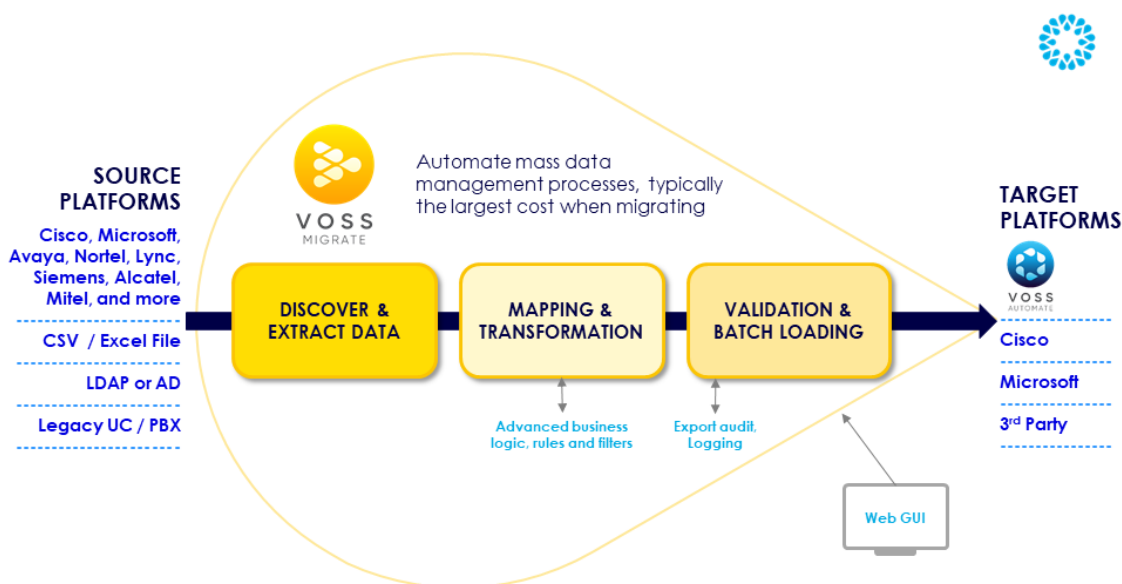 SOURCE
PLATFORMS
Cisco, Microsoft,
Avaya, Nortel, Lync,
Siemens, Alcatel,
Mitel, and more
CSV / Excel File
LDAP or AD
Legacy UC / PBX
VOSS
MIGRATE
Automate mass data
management processes, typically
the largest cost when migrating
DISCOVER &
EXTRACT DATA
MAPPING &
TRANSFORMATION
VALIDATION &
BATCH LOADING
Advanced business
logic, rules and filters
Export audit,
Logging
Web GUI
TARGET
PLATFORMS
VOSS
AUTOMATE
Cisco
Microsoft
3rd Party